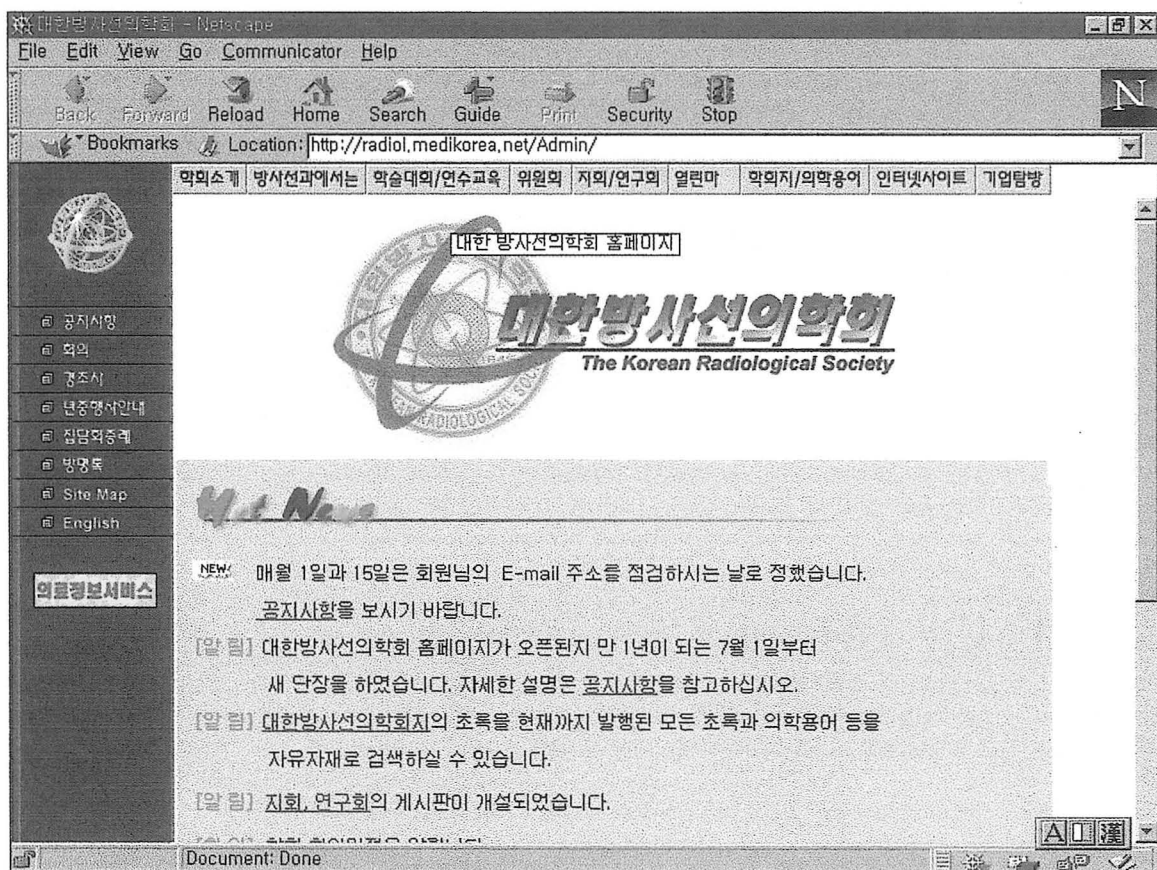 대한방사선의학회 - Netscape
File Edit View Go Communicator Help
Back Forward Reload Home Search Guide Print Security Stop
N
Bookmarks Location: http://radiol.medikorea.net/Admin/
학회소개 방사선과에서는 학술대회/연수교육 위원회 지회/연구회 열린마 학회지/의학용어 인터넷사이트 기업탐방
대한 방사선의학회 홈페이지
대한방사선의학회
The Korean Radiological Society
공지사항
회의
경조사
년중행사안내
집담회증례
방명록
Site Map
English
의료정보서비스
Hot News
NEW! 매월 1일과 15일은 회원님의 E-mail 주소를 점검하시는 날로 정했습니다.
공지사항을 보시기 바랍니다.
[알 림] 대한방사선의학회 홈페이지가 오픈된지 만 1년이 되는 7월 1일부터
새 단장을 하였습니다. 자세한 설명은 공지사항을 참고하십시오.
[알 림] 대한방사선의학회지의 초록을 현재까지 발행된 모든 초록과 의학용어 등을
자유자재로 검색하실 수 있습니다.
[알 림] 지회, 연구회의 게시판이 개설되었습니다.
A 漢
Document: Done